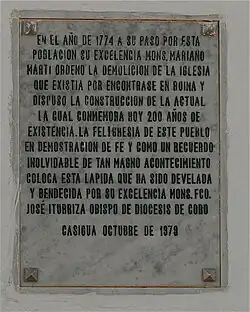 EN EL AÑO DE 1774 A SU PASO POR ESTA
POBLACION SU EXCELENCIA MONS. MARIANO
MARTI ORDENO LA DEMOLICION DE LA IGLESIA
QUE EXISTIA POR ENCONTRASE EN RUINA Y
DISPUSO LA CONSTRUCCION DE LA ACTUAL
LA CUAL CONMEMORA HOY 200 AÑOS DE
EXISTENCIA. LA FELIGRESIA DE ESTE PUEBLO
EN DEMOSTRACION DE FE Y COMO UN RECUERDO
INOLVIDABLE DE TAN MAGNO ACONTECIMIENTO
COLOCA ESTA LAPIDA QUE HA SIDO DEVELADA
Y BENDECIDA POR SU EXCELENCIA MONS. FCO.
JOSÉ ITURRIZA OBISPO DE DIOCESIS DE CORO
CASIGUA OCTUBRE DE 1979